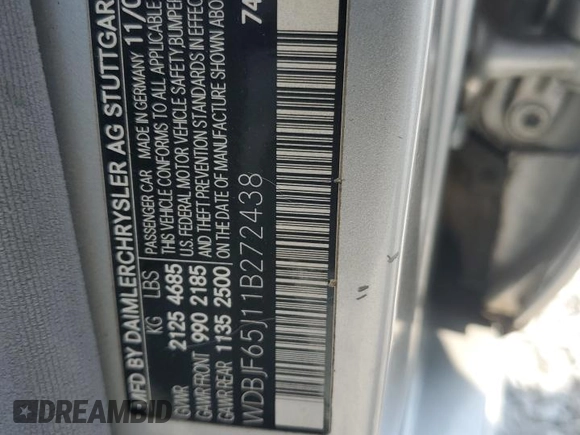 MFD BY DAIMLERCHRYSLER AG STUTTGAR
KG LBS PASSENGER CAR MADE IN GERMANY 11/0
GVWR 2125 4685 THIS VEHICLE CONFORMS TO ALL APPLICABLE
GAWR FRONT 990 2185 U.S. FEDERAL MOTOR VEHICLE SAFETY, BUMPER
GAWR REAR 1135 2500 AND THEFT PREVENTION STANDARDS IN EFFECT
ON THE DATE OF MANUFACTURE SHOWN ABOV
WDBJF65J11B272438
74
DREAMBID